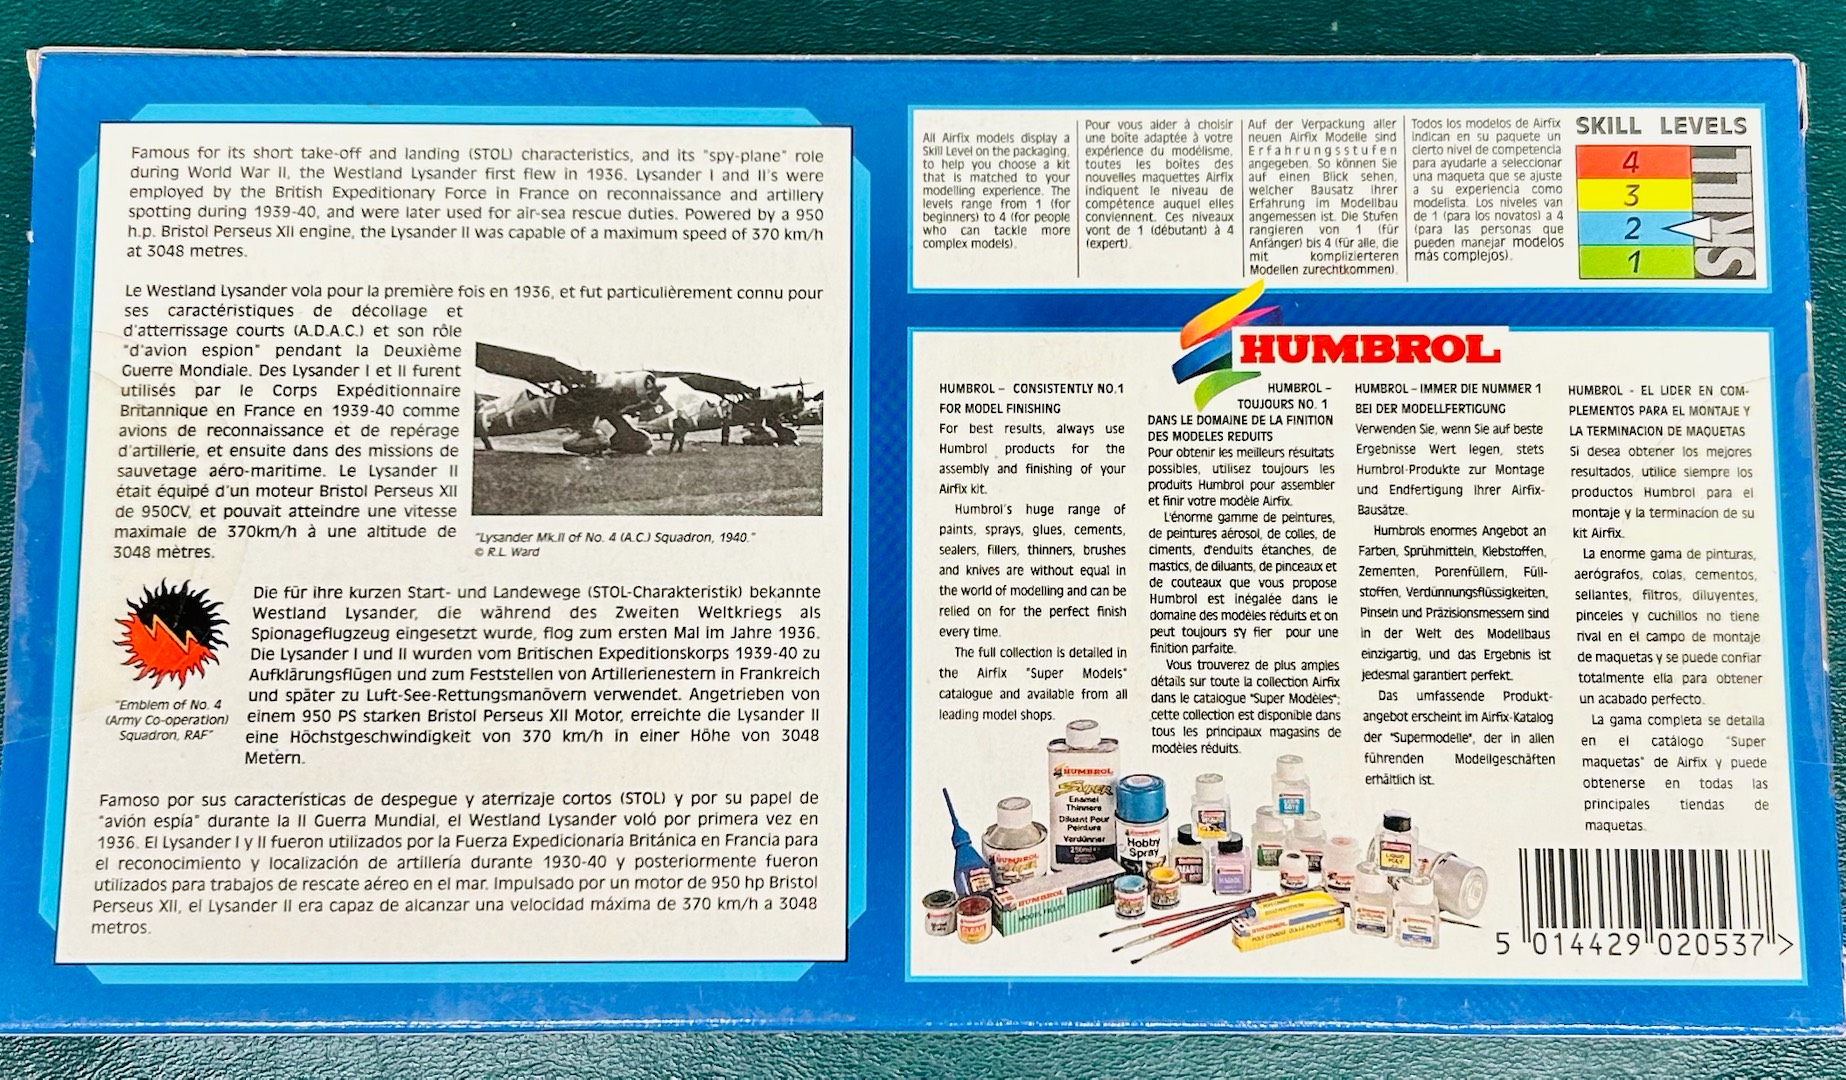 Famous for its short take-off and landing (STOL) characteristics, and its "spy-plane" role
during World War II, the Westland Lysander first flew in 1936. Lysander I and II's were
employed by the British Expeditionary Force in France on reconnaissance and artillery
spotting during 1939-40, and were later used for air-sea rescue duties. Powered by a 950
h.p. Bristol Perseus XII engine, the Lysander II was capable of a maximum speed of 370 km/h
at 3048 metres.
Le Westland Lysander vola pour la première fois en 1936, et fut particulièrement connu pour
ses caractéristiques de décollage et
d'atterrissage courts (A.D.A.C.) et son rôle
"d'avion espion" pendant la Deuxième
Guerre Mondiale. Des Lysander I et II furent
utilisés par le Corps Expéditionnaire
Britannique en France en 1939-40 comme
avions de reconnaissance et de repérage
d'artillerie, et ensuite dans des missions de
sauvetage aéro-maritime. Le Lysander II
était équipé d'un moteur Bristol Perseus XII
de 950CV, et pouvait atteindre une vitesse
maximale de 370km/h à une altitude de
3048 mètres.
"Lysander Mk.II of No. 4 (A.C.) Squadron, 1940."
© R.L. Ward
Die für ihre kurzen Start- und Landewege (STOL-Charakteristik) bekannte
Westland Lysander, die während des Zweiten Weltkriegs als
Spionageflugzeug eingesetzt wurde, flog zum ersten Mal im Jahre 1936.
Die Lysander I und II wurden vom Britischen Expeditionskorps 1939-40 zu
Aufklärungsflügen und zum Feststellen von Artillerienestern in Frankreich
und später zu Luft-See-Rettungsmanövern verwendet. Angetrieben von
einem 950 PS starken Bristol Perseus XII Motor, erreichte die Lysander II
eine Höchstgeschwindigkeit von 370 km/h in einer Höhe von 3048
Metern.
"Emblem of No. 4
(Army Co-operation)
Squadron, RAF"
Famoso por sus características de despegue y aterrizaje cortos (STOL) y por su papel de
"avión espía" durante la II Guerra Mundial, el Westland Lysander voló por primera vez en
1936. El Lysander I y II fueron utilizados por la Fuerza Expedicionaria Británica en Francia para
el reconocimiento y localización de artillería durante 1930-40 y posteriormente fueron
utilizados para trabajos de rescate aéreo en el mar. Impulsado por un motor de 950 hp Bristol
Perseus XII, el Lysander II era capaz de alcanzar una velocidad máxima de 370 km/h a 3048
metros.
All Airfix models display a
Skill Level on the packaging,
to help you choose a kit
that is matched to your
modelling experience. The
levels range from 1 (for
beginners) to 4 (for people
who can tackle more
complex models).
Pour vous aider à choisir
une boîte adaptée à votre
expérience du modélisme,
toutes les boîtes des
nouvelles maquettes Airfix
indiquent le niveau de
compétence auquel elles
conviennent. Ces niveaux
vont de 1 (débutant) à 4
(expert).
Auf der Verpackung aller
neuen Airfix Modelle sind
Erfahrungsstufen
angegeben. So können Sie
auf einen Blick sehen,
welcher Bausatz Ihrer
Erfahrung im Modellbau
angemessen ist. Die Stufen
rangieren von 1 (für
Anfänger) bis 4 (für alle, die
mit komplizierteren
Modellen zurechtkommen).
Todos los modelos de Airfix
indican en su paquete un
cierto nivel de competencia
para ayudarle a seleccionar
una maqueta que se ajuste
a su experiencia como
modelista. Los niveles van
de 1 (para los novatos) a 4
(para las personas que
pueden manejar modelos
más complejos).
SKILL LEVELS
4
3
2
1
SKILL
HUMBROL
HUMBROL – CONSISTENTLY NO.1
FOR MODEL FINISHING
For best results, always use
Humbrol products for the
assembly and finishing of your
Airfix kit.
Humbrol's huge range of
paints, sprays, glues, cements,
sealers, fillers, thinners, brushes
and knives are without equal in
the world of modelling and can be
relied on for the perfect finish
every time.
The full collection is detailed in
the Airfix "Super Models"
catalogue and available from all
leading model shops.
HUMBROL –
TOUJOURS NO. 1
DANS LE DOMAINE DE LA FINITION
DES MODELES REDUITS
Pour obtenir les meilleurs résultats
possibles, utilisez toujours les
produits Humbrol pour assembler
et finir votre modèle Airfix.
L'énorme gamme de peintures,
de peintures aérosol, de colles, de
ciments, d'enduits étanches, de
mastics, de diluants, de pinceaux et
de couteaux que vous propose
Humbrol est inégalée dans le
domaine des modèles réduits et on
peut toujours s'y fier pour une
finition parfaite.
Vous trouverez de plus amples
détails sur toute la collection Airfix
dans le catalogue "Super Modèles";
cette collection est disponible dans
tous les principaux magasins de
modèles réduits.
HUMBROL – IMMER DIE NUMMER 1
BEI DER MODELLFERTIGUNG
Verwenden Sie, wenn Sie auf beste
Ergebnisse Wert legen, stets
Humbrol-Produkte zur Montage
und Endfertigung Ihrer Airfix-
Bausätze.
Humbrols enormes Angebot an
Farben, Sprühmitteln, Klebstoffen,
Zementen, Porenfüllern, Füll-
stoffen, Verdünnungsflüssigkeiten,
Pinseln und Präzisionsmessern sind
in der Welt des Modellbaus
einzigartig, und das Ergebnis ist
jedesmal garantiert perfekt.
Das umfassende Produkt-
angebot erscheint im Airfix-Katalog
der "Supermodelle", der in allen
führenden Modellgeschäften
erhältlich ist.
HUMBROL - EL LIDER EN COM-
PLEMENTOS PARA EL MONTAJE Y
LA TERMINACION DE MAQUETAS
Si desea obtener los mejores
resultados, utilice siempre los
productos Humbrol para el
montaje y la terminacion de su
kit Airfix.
La enorme gama de pinturas,
aerógrafos, colas, cementos,
sellantes, filtros, diluyentes,
pinceles y cuchillos no tiene
rival en el campo de montaje
de maquetas y se puede confiar
totalmente ella para obtener
un acabado perfecto.
La gama completa se detalla
en el catálogo "Super
maquetas" de Airfix y puede
obtenerse en todas las
principales tiendas de
maquetas.
HUMBROL
Super
Enamel
Thinners
Diluant Pour
Peinture
Verdünner
HUMBROL
Hobby
Spray
HUMBROL
MODEL FILLER
CLEAR
LIQUID
POLY
HUMBROL
5 014429 020537 >